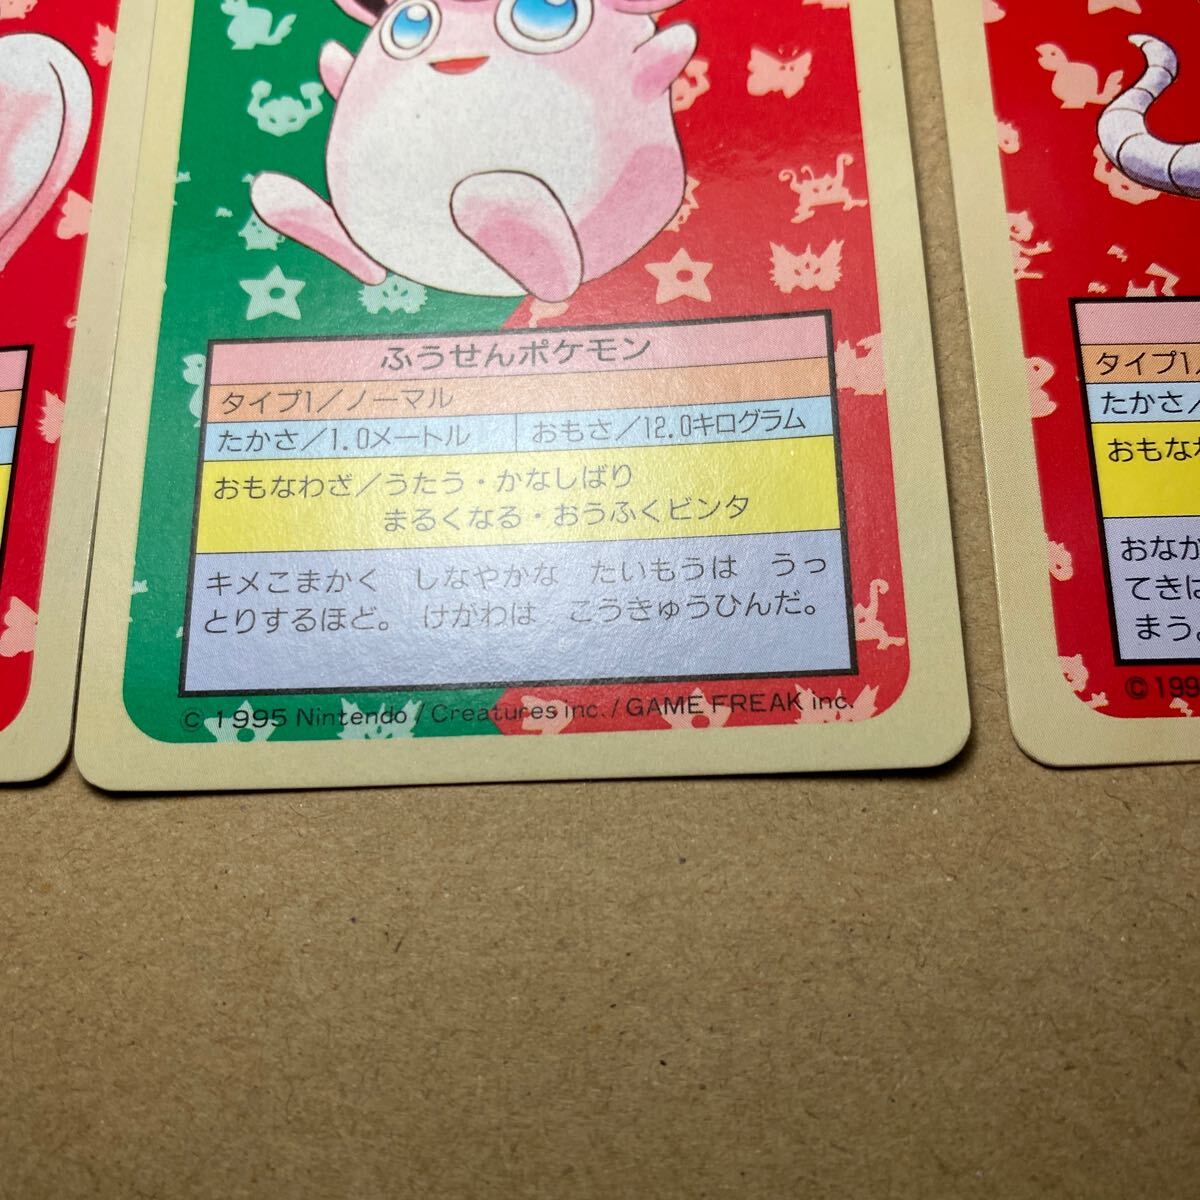 ふうせんポケモン
タイプ1/ノーマル
たかさ/1.0メートル おもさ/12.0キログラム
おもなわざ/うたう・かなしばり
まるくなる・おうふくビンタ
キメこまかく しなやかな たいもうは うっ
とりするほど。 けがわは こうきゅうひんだ。
© 1995 Nintendo / Creatures inc. / GAME FREAK inc.
タイプ1/
たかさ/
おもな
おなか
てきは
まう
© 199